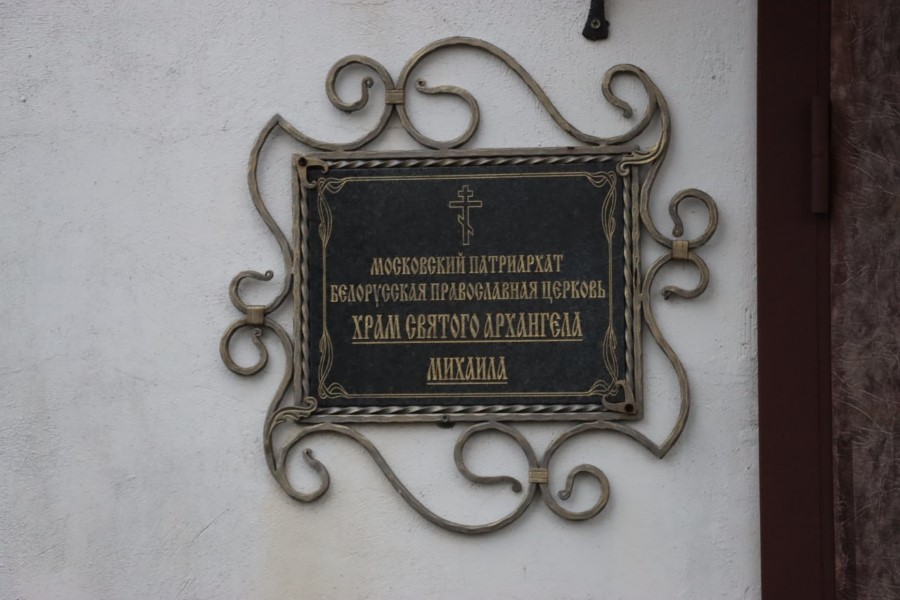 МОСКОВСКИЙ ПАТРИАРХАТ
БЕЛОРУССКАЯ ПРАВОСЛАВНАЯ ЦЕРКОВЬ
ХРАМ СВЯТОГО АРХАНГЕЛА
МИХАИЛА